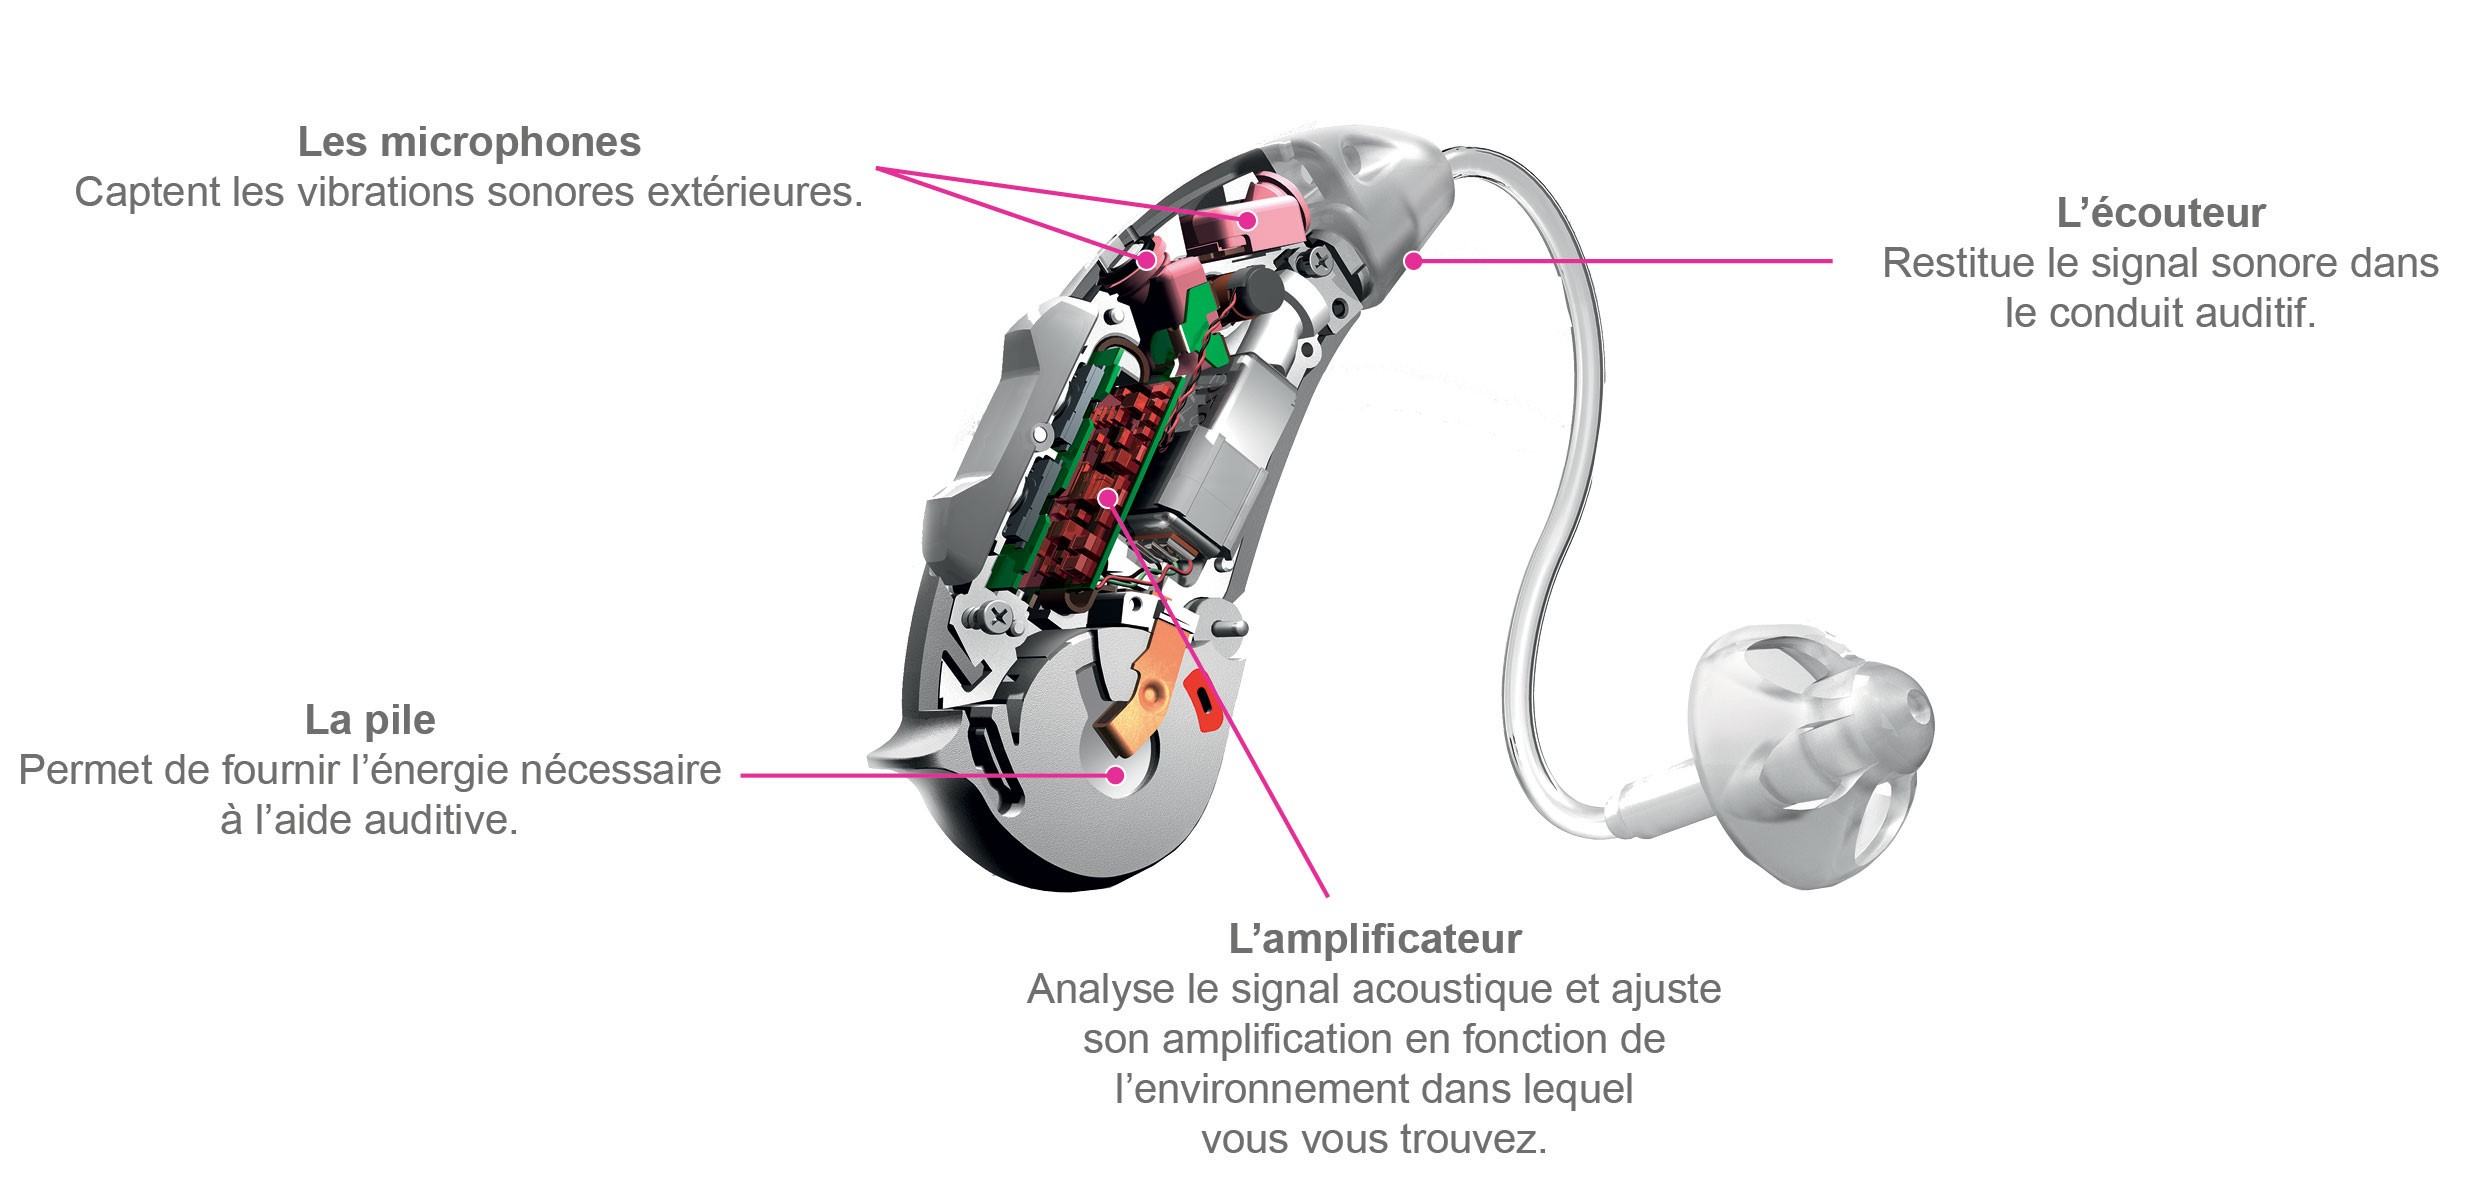 Les microphones
Captent les vibrations sonores extérieures.
L’écouteur
Restitue le signal sonore dans
le conduit auditif.
La pile
Permet de fournir l’énergie nécessaire
à l’aide auditive.
L’amplificateur
Analyse le signal acoustique et ajuste
son amplification en fonction de
l’environnement dans lequel
vous vous trouvez.